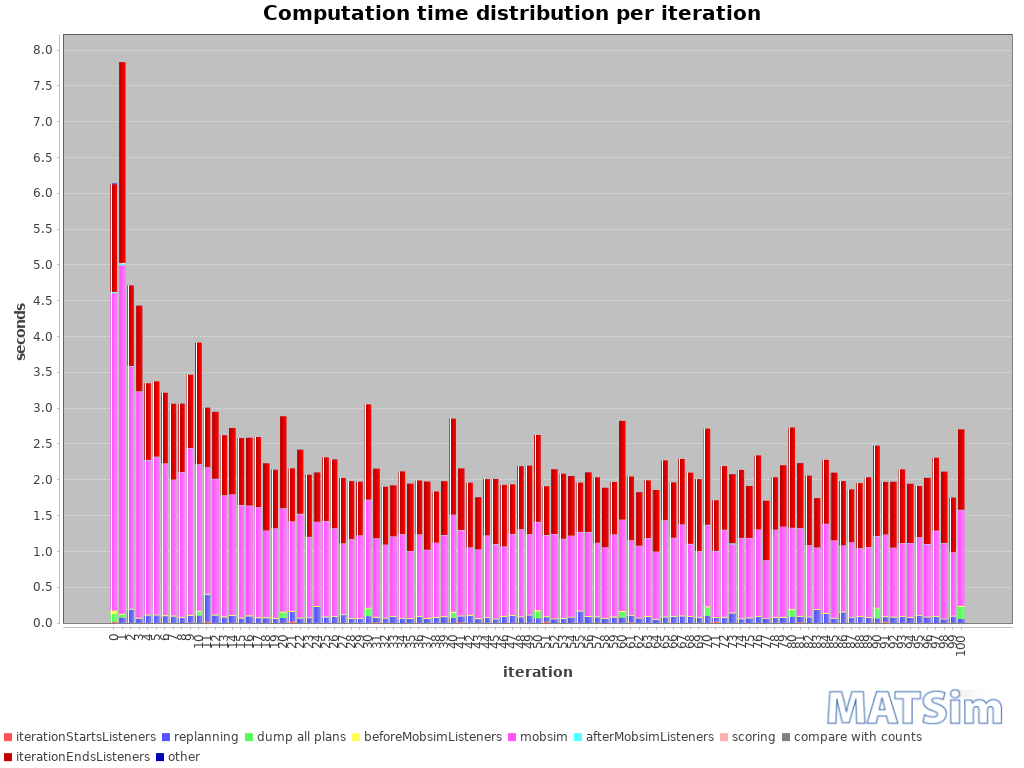 Computation time distribution per iteration
8.0
7.5
7.0
6.5
6.0
5.5
5.0
4.5
4.0
3.5
3.0
2.5
2.0
1.5
1.0
0.5
0.0
seconds
0 1 2 3 4 5 6 7 8 9 10 11 12 13 14 15 16 17 18 19 20 21 22 23 24 25 26 27 28 29 30 31 32 33 34 35 36 37 38 39 40 41 42 43 44 45 46 47 48 49 50 51 52 53 54 55 56 57 58 59 60 61 62 63 64 65 66 67 68 69 70 71 72 73 74 75 76 77 78 79 80 81 82 83 84 85 86 87 88 89 90 91 92 93 94 95 96 97 98 99 100
iteration
MATSim
iterationStartsListeners replanning dump all plans beforeMobsimListeners mobsim afterMobsimListeners scoring compare with counts
iterationEndsListeners other